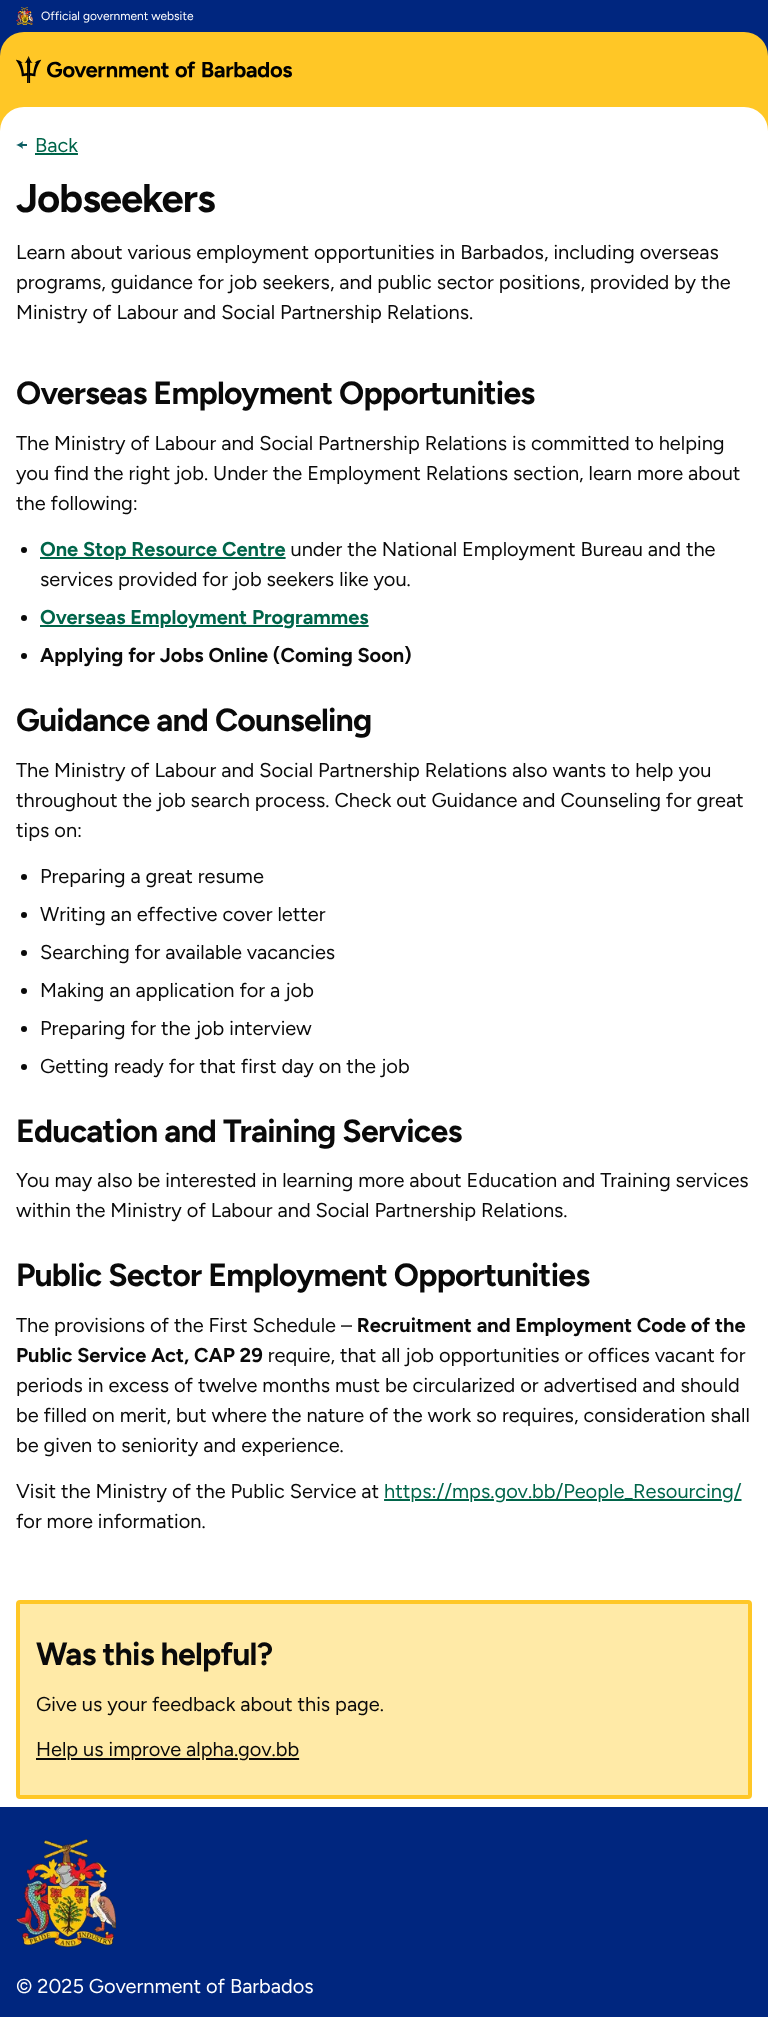 Official government website
Government of Barbados
← Back
Jobseekers
Learn about various employment opportunities in Barbados, including overseas
programs, guidance for job seekers, and public sector positions, provided by the
Ministry of Labour and Social Partnership Relations.
Overseas Employment Opportunities
The Ministry of Labour and Social Partnership Relations is committed to helping
you find the right job. Under the Employment Relations section, learn more about
the following:
• One Stop Resource Centre under the National Employment Bureau and the
services provided for job seekers like you.
• Overseas Employment Programmes
• Applying for Jobs Online (Coming Soon)
Guidance and Counseling
The Ministry of Labour and Social Partnership Relations also wants to help you
throughout the job search process. Check out Guidance and Counseling for great
tips on:
• Preparing a great resume
• Writing an effective cover letter
• Searching for available vacancies
• Making an application for a job
• Preparing for the job interview
• Getting ready for that first day on the job
Education and Training Services
You may also be interested in learning more about Education and Training services
within the Ministry of Labour and Social Partnership Relations.
Public Sector Employment Opportunities
The provisions of the First Schedule – Recruitment and Employment Code of the
Public Service Act, CAP 29 require, that all job opportunities or offices vacant for
periods in excess of twelve months must be circularized or advertised and should
be filled on merit, but where the nature of the work so requires, consideration shall
be given to seniority and experience.
Visit the Ministry of the Public Service at https://mps.gov.bb/People_Resourcing/
for more information.
Was this helpful?
Give us your feedback about this page.
Help us improve alpha.gov.bb
PRIDE AND INDUSTRY
© 2025 Government of Barbados